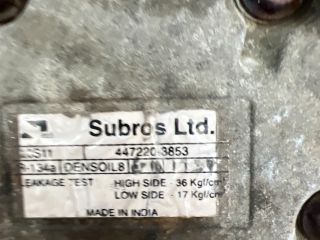 Subros Ltd.
10S11 447220-3853
R-134a DENSOIL8
LEAKAGE TEST HIGH SIDE - 36 Kgf/cm
LOW SIDE - 17 Kgf/cm
MADE IN INDIA